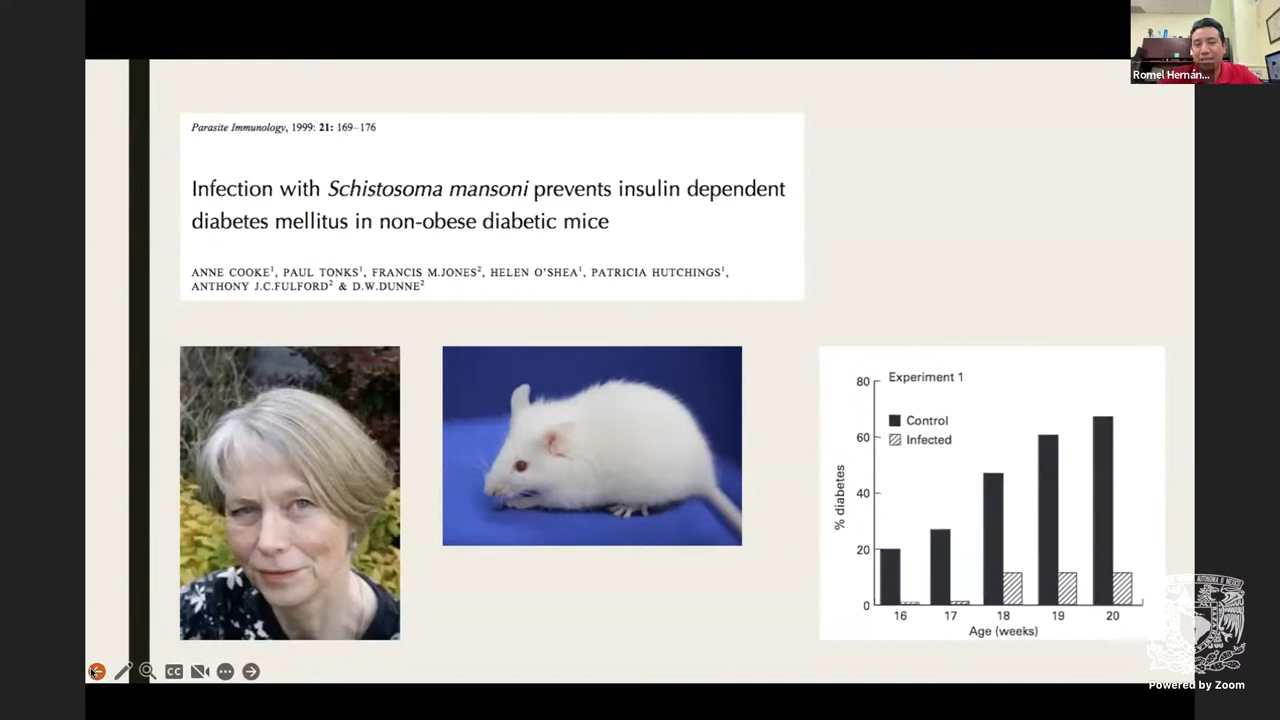 Romel Hernán...
Parasite Immunology, 1999: 21: 169–176
Infection with Schistosoma mansoni prevents insulin dependent
diabetes mellitus in non-obese diabetic mice
ANNE COOKE1, PAUL TONKS1, FRANCIS M.JONES2, HELEN O'SHEA1, PATRICIA HUTCHINGS1,
ANTHONY J.C.FULFORD2 & D.W.DUNNE2
Experiment 1
Control
Infected
% diabetes
80
60
40
20
0
16 17 18 19 20
Age (weeks)
CC
Powered by Zoom